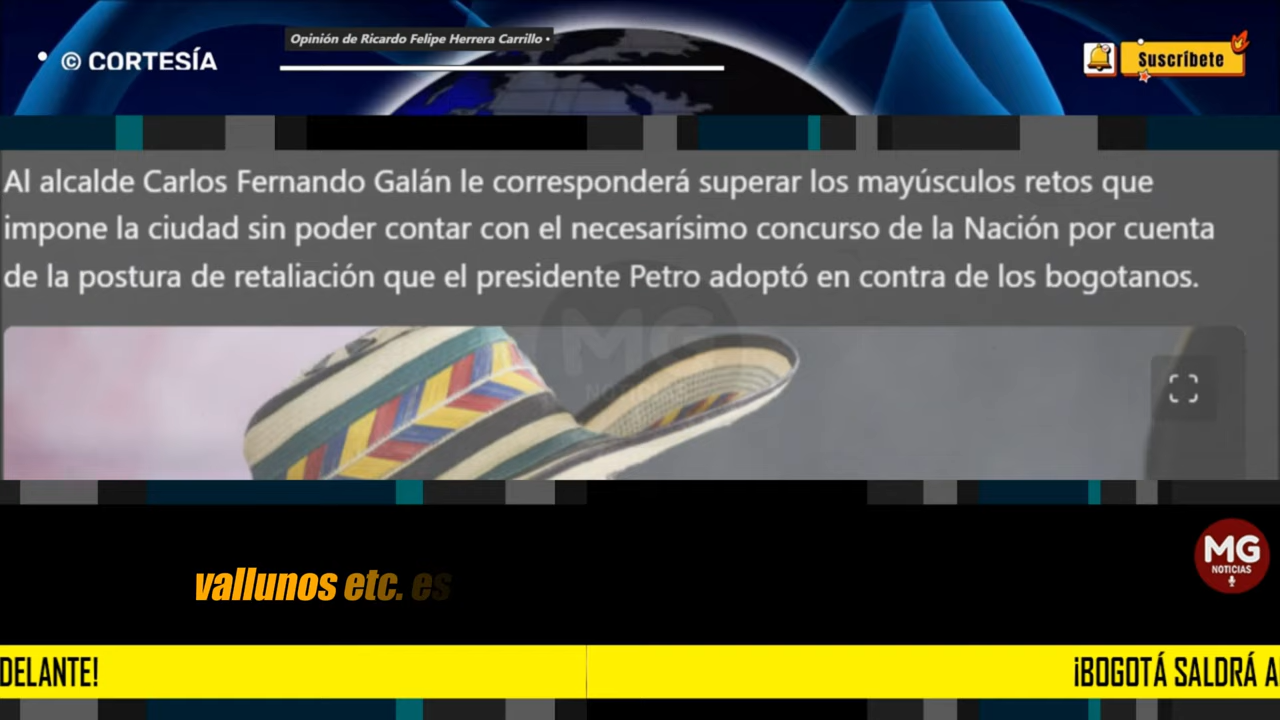 Opinión de Ricardo Felipe Herrera Carrillo •
• © CORTESÍA
Suscríbete
Al alcalde Carlos Fernando Galán le corresponderá superar los mayúsculos retos que
impone la ciudad sin poder contar con el necesarísimo concurso de la Nación por cuenta
de la postura de retaliación que el presidente Petro adoptó en contra de los bogotanos.
MG
NOTICIAS
MG
NOTICIAS
vallunos etc. es
DELANTE!
¡BOGOTÁ SALDRÁ A